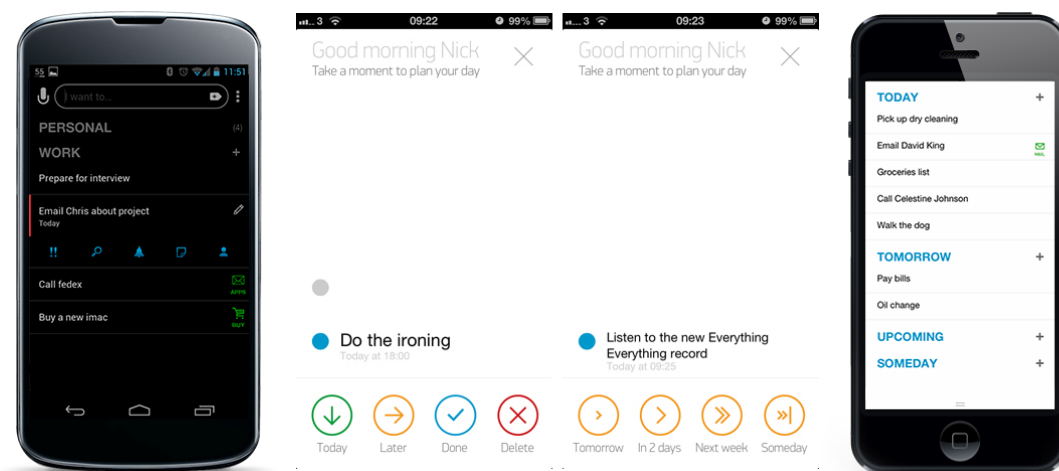 55 11:51
I want to...
PERSONAL (4)
WORK +
Prepare for interview
Email Chris about project
Today
!!
Call fedex
APPS
Buy a new imac
BUY
3 09:22 99%
Good morning Nick
Take a moment to plan your day
Do the ironing
Today at 18:00
Today Later Done Delete
3 09:23 99%
Good morning Nick
Take a moment to plan your day
Listen to the new Everything
Everything record
Today at 09:25
Tomorrow In 2 days Next week Someday
TODAY +
Pick up dry cleaning
Email David King
MAIL
Groceries list
Call Celestine Johnson
Walk the dog
TOMORROW +
Pay bills
Oil change
UPCOMING +
SOMEDAY +